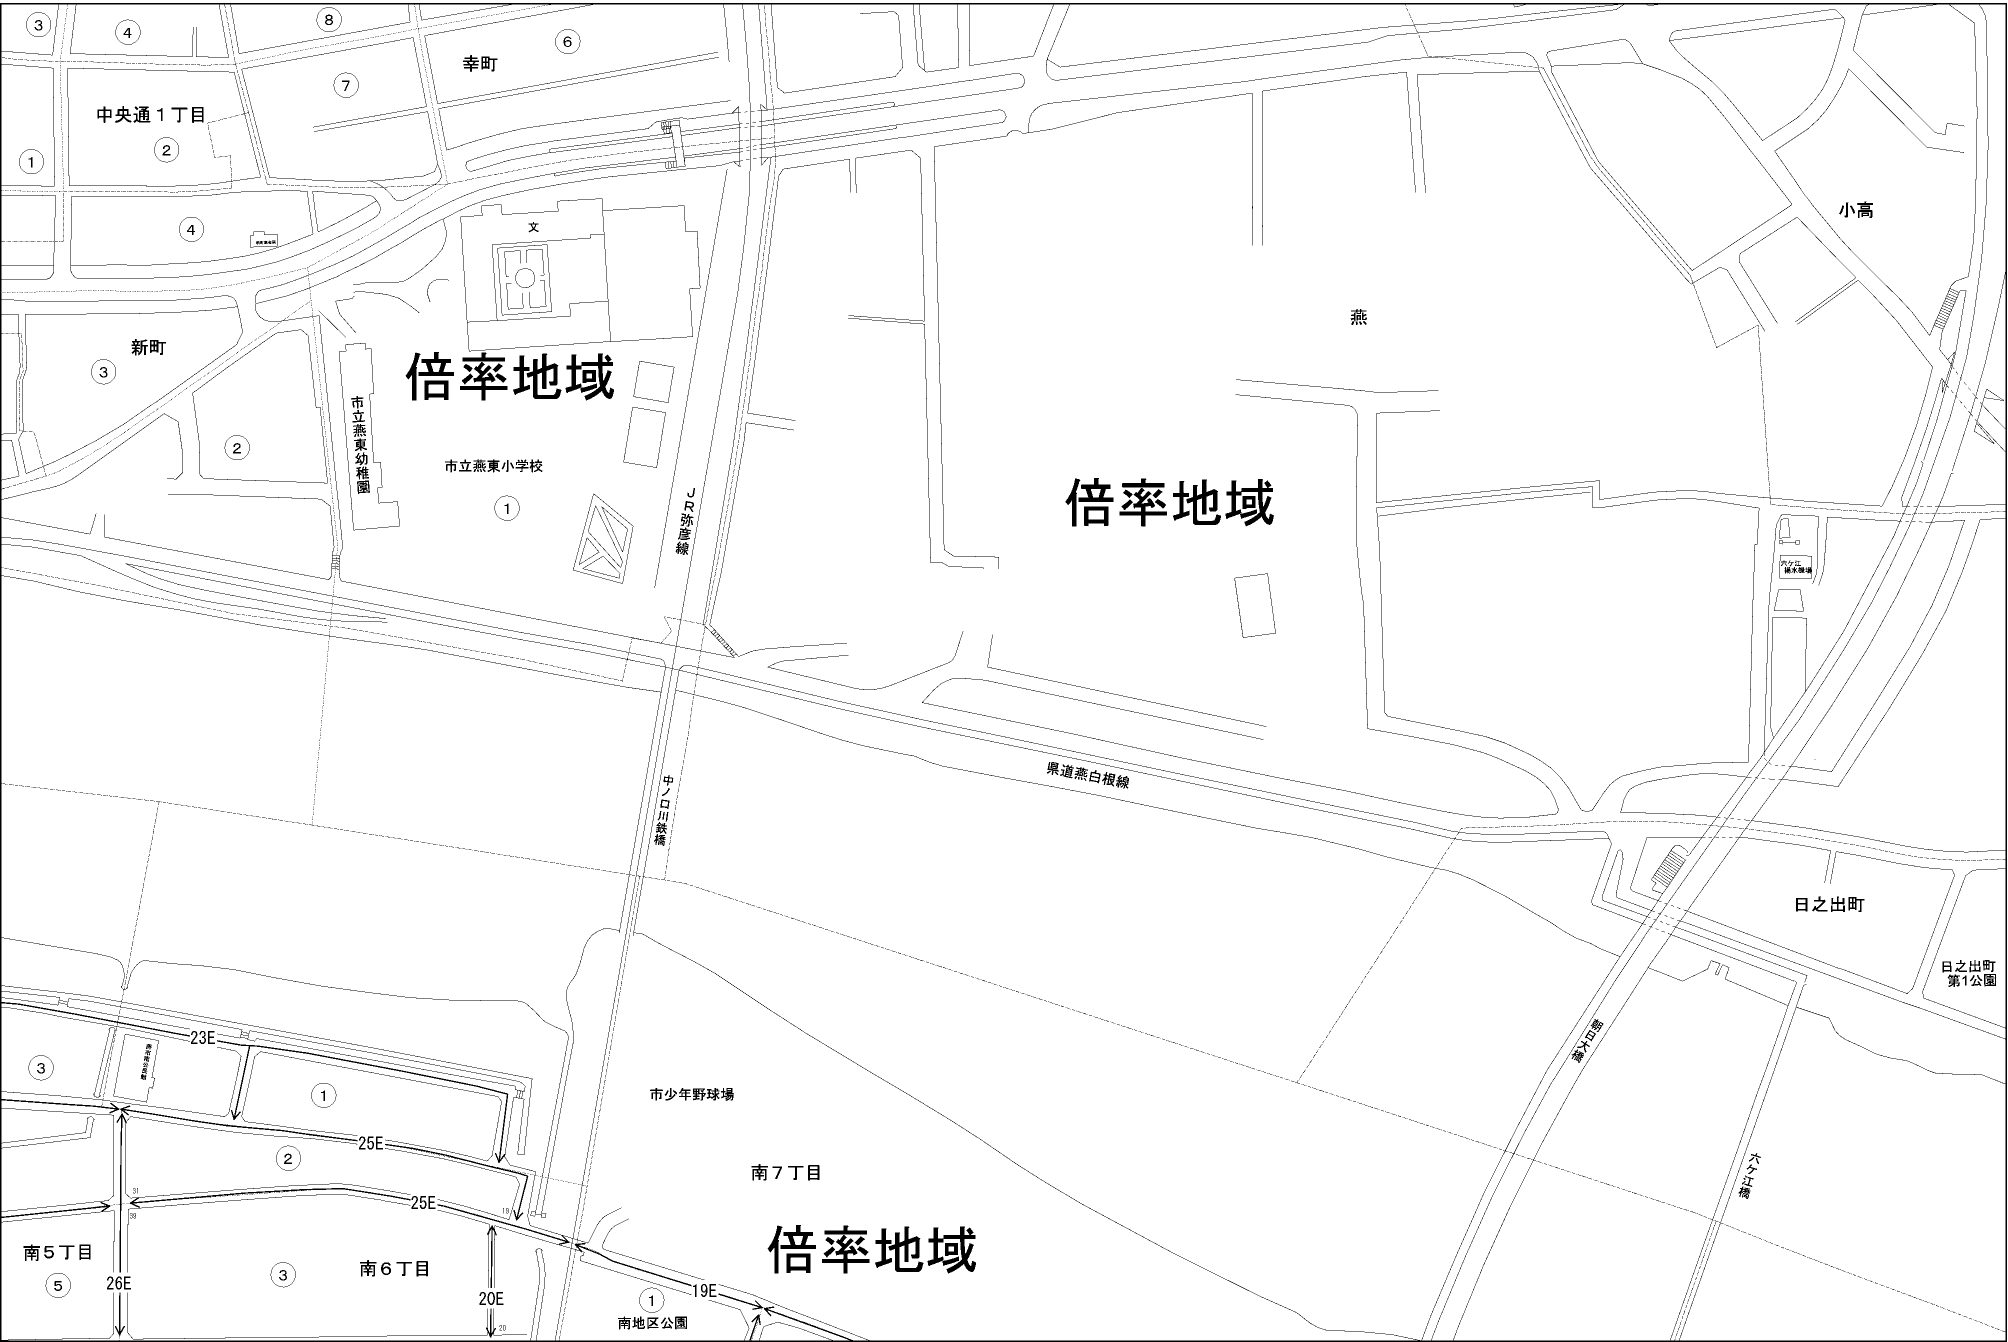 3
4
8
6
幸町
7
中央通１丁目
2
1
4
文
小高
燕
新町
3
倍率地域
市立燕東幼稚園
2
市立燕東小学校
1
ＪＲ弥彦線
倍率地域
六ケ江
揚水機場
県道燕白根線
中ノ口川鉄橋
日之出町
日之出町
第1公園
朝日大橋
23E
3
1
市少年野球場
25E
2
南７丁目
六ケ江橋
31
25E
19
39
倍率地域
南５丁目
5
26E
3
南６丁目
20E
20
19E
1
南地区公園